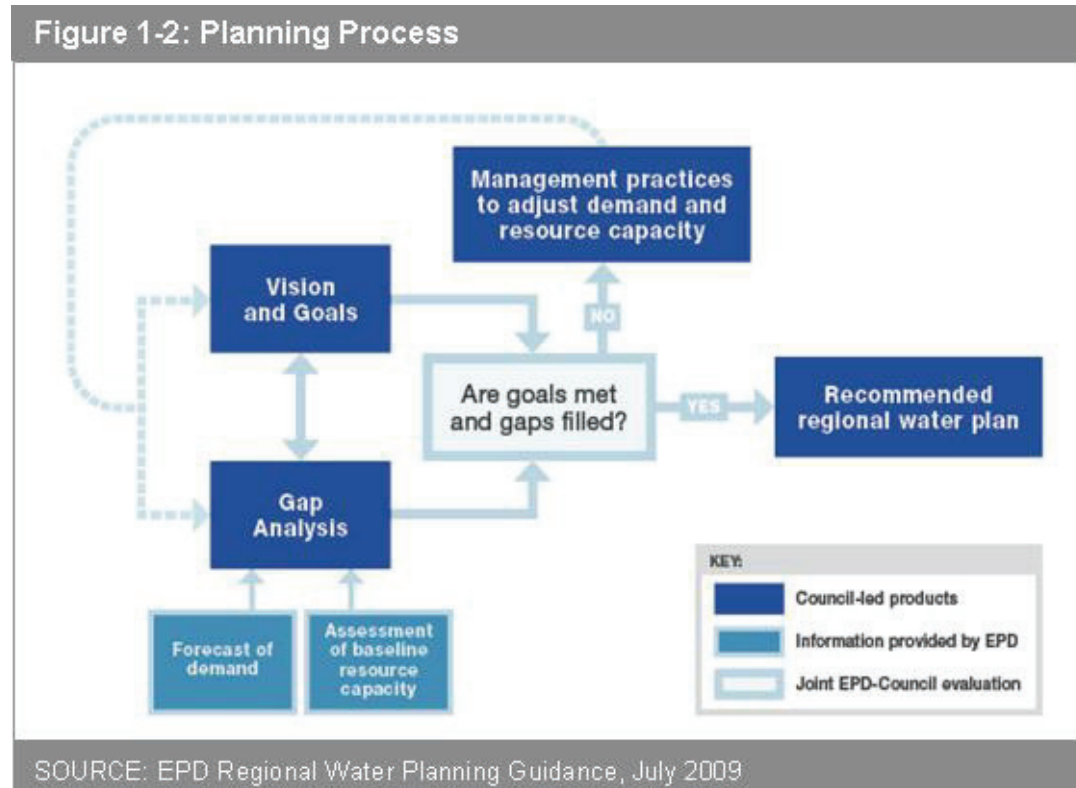 Figure 1-2: Planning Process
Management practices
to adjust demand and
resource capacity
Vision
and Goals
NO
Are goals met
and gaps filled?
YES
Recommended
regional water plan
Gap
Analysis
Forecast of
demand
Assessment
of baseline
resource
capacity
KEY:
Council-led products
Information provided by EPD
Joint EPD-Council evaluation
SOURCE: EPD Regional Water Planning Guidance, July 2009